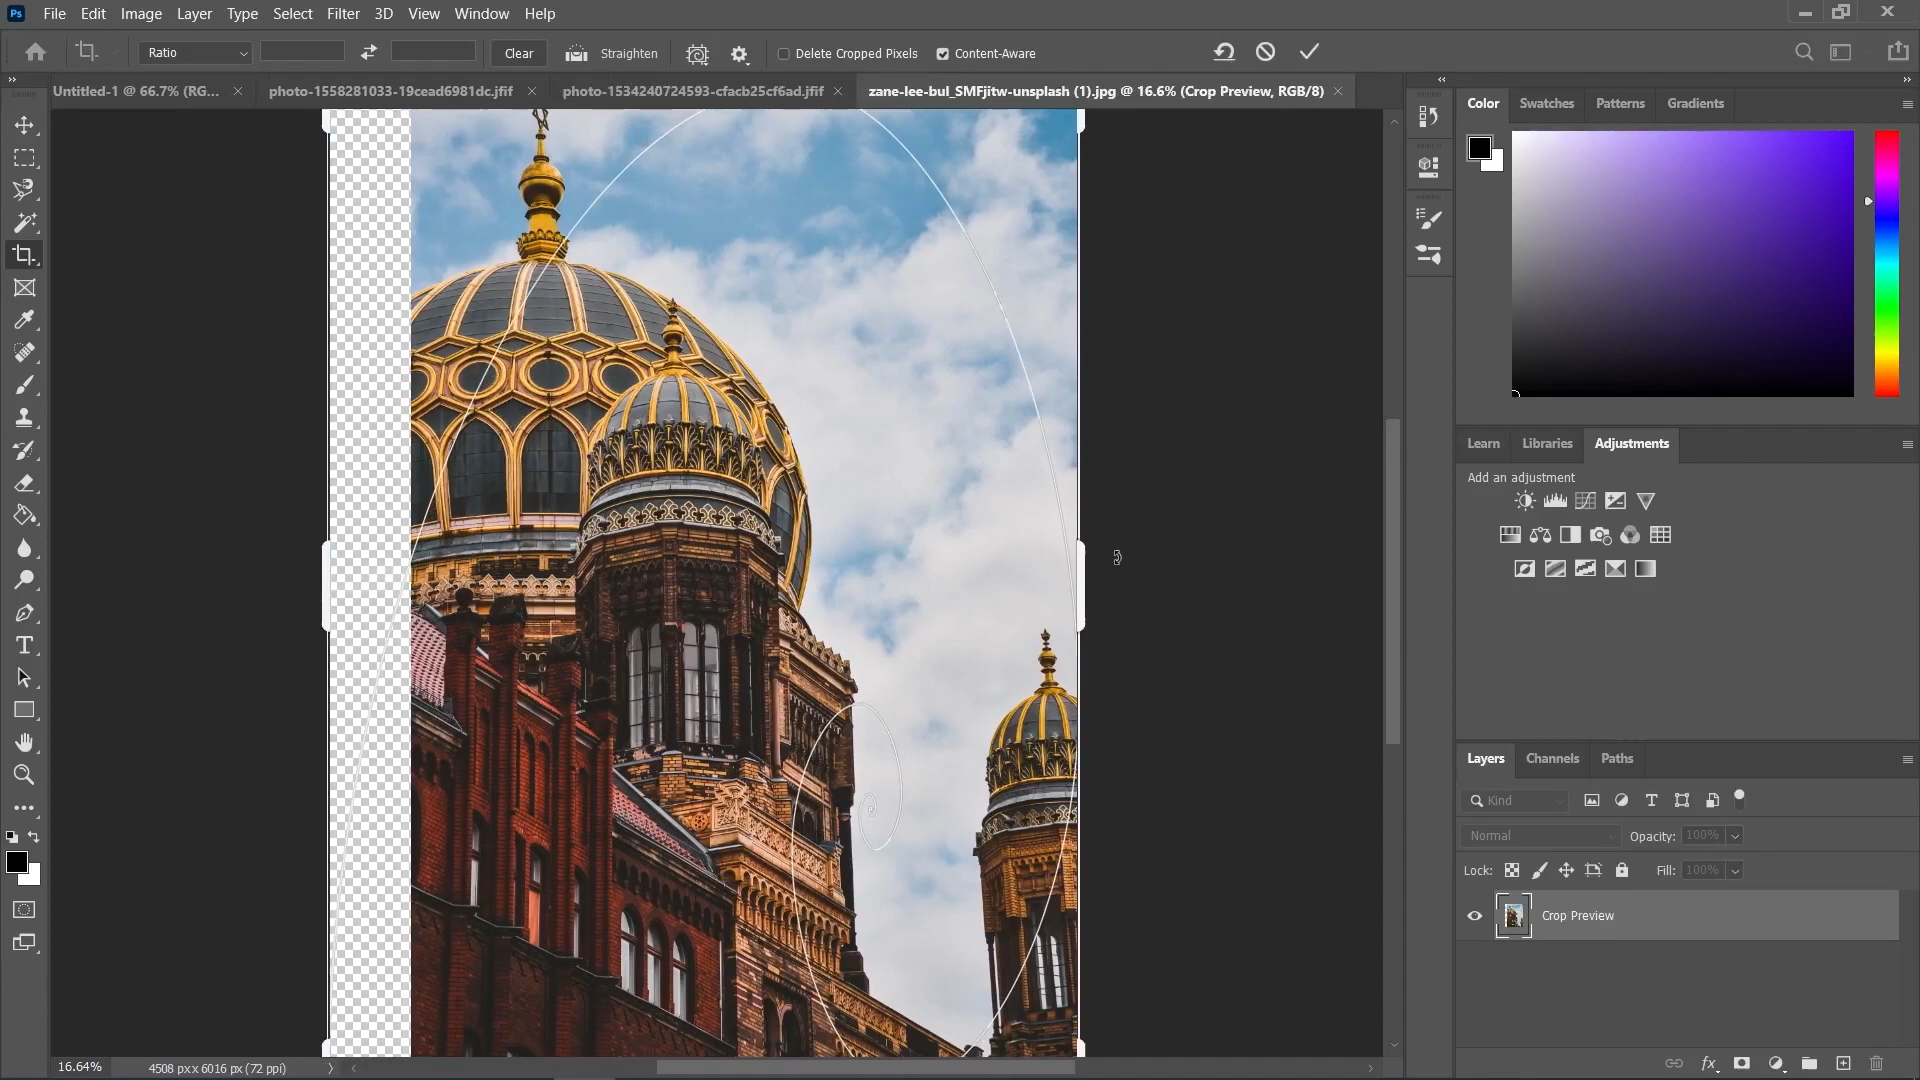 Ps File Edit Image Layer Type Select Filter 3D View Window Help
Ratio Clear Straighten Delete Cropped Pixels Content-Aware
Untitled-1 @ 66.7% (RG... photo-1558281033-19cead6981dc.jfif photo-1534240724593-cfacb25cf6ad.jfif zane-lee-bul_SMFjitw-unsplash (1).jpg @ 16.6% (Crop Preview, RGB/8)
Color Swatches Patterns Gradients
Learn Libraries Adjustments
Add an adjustment
Layers Channels Paths
Kind
Normal Opacity: 100%
Lock: Fill: 100%
Crop Preview
fx
16.64% 4508 px x 6016 px (72 ppi)